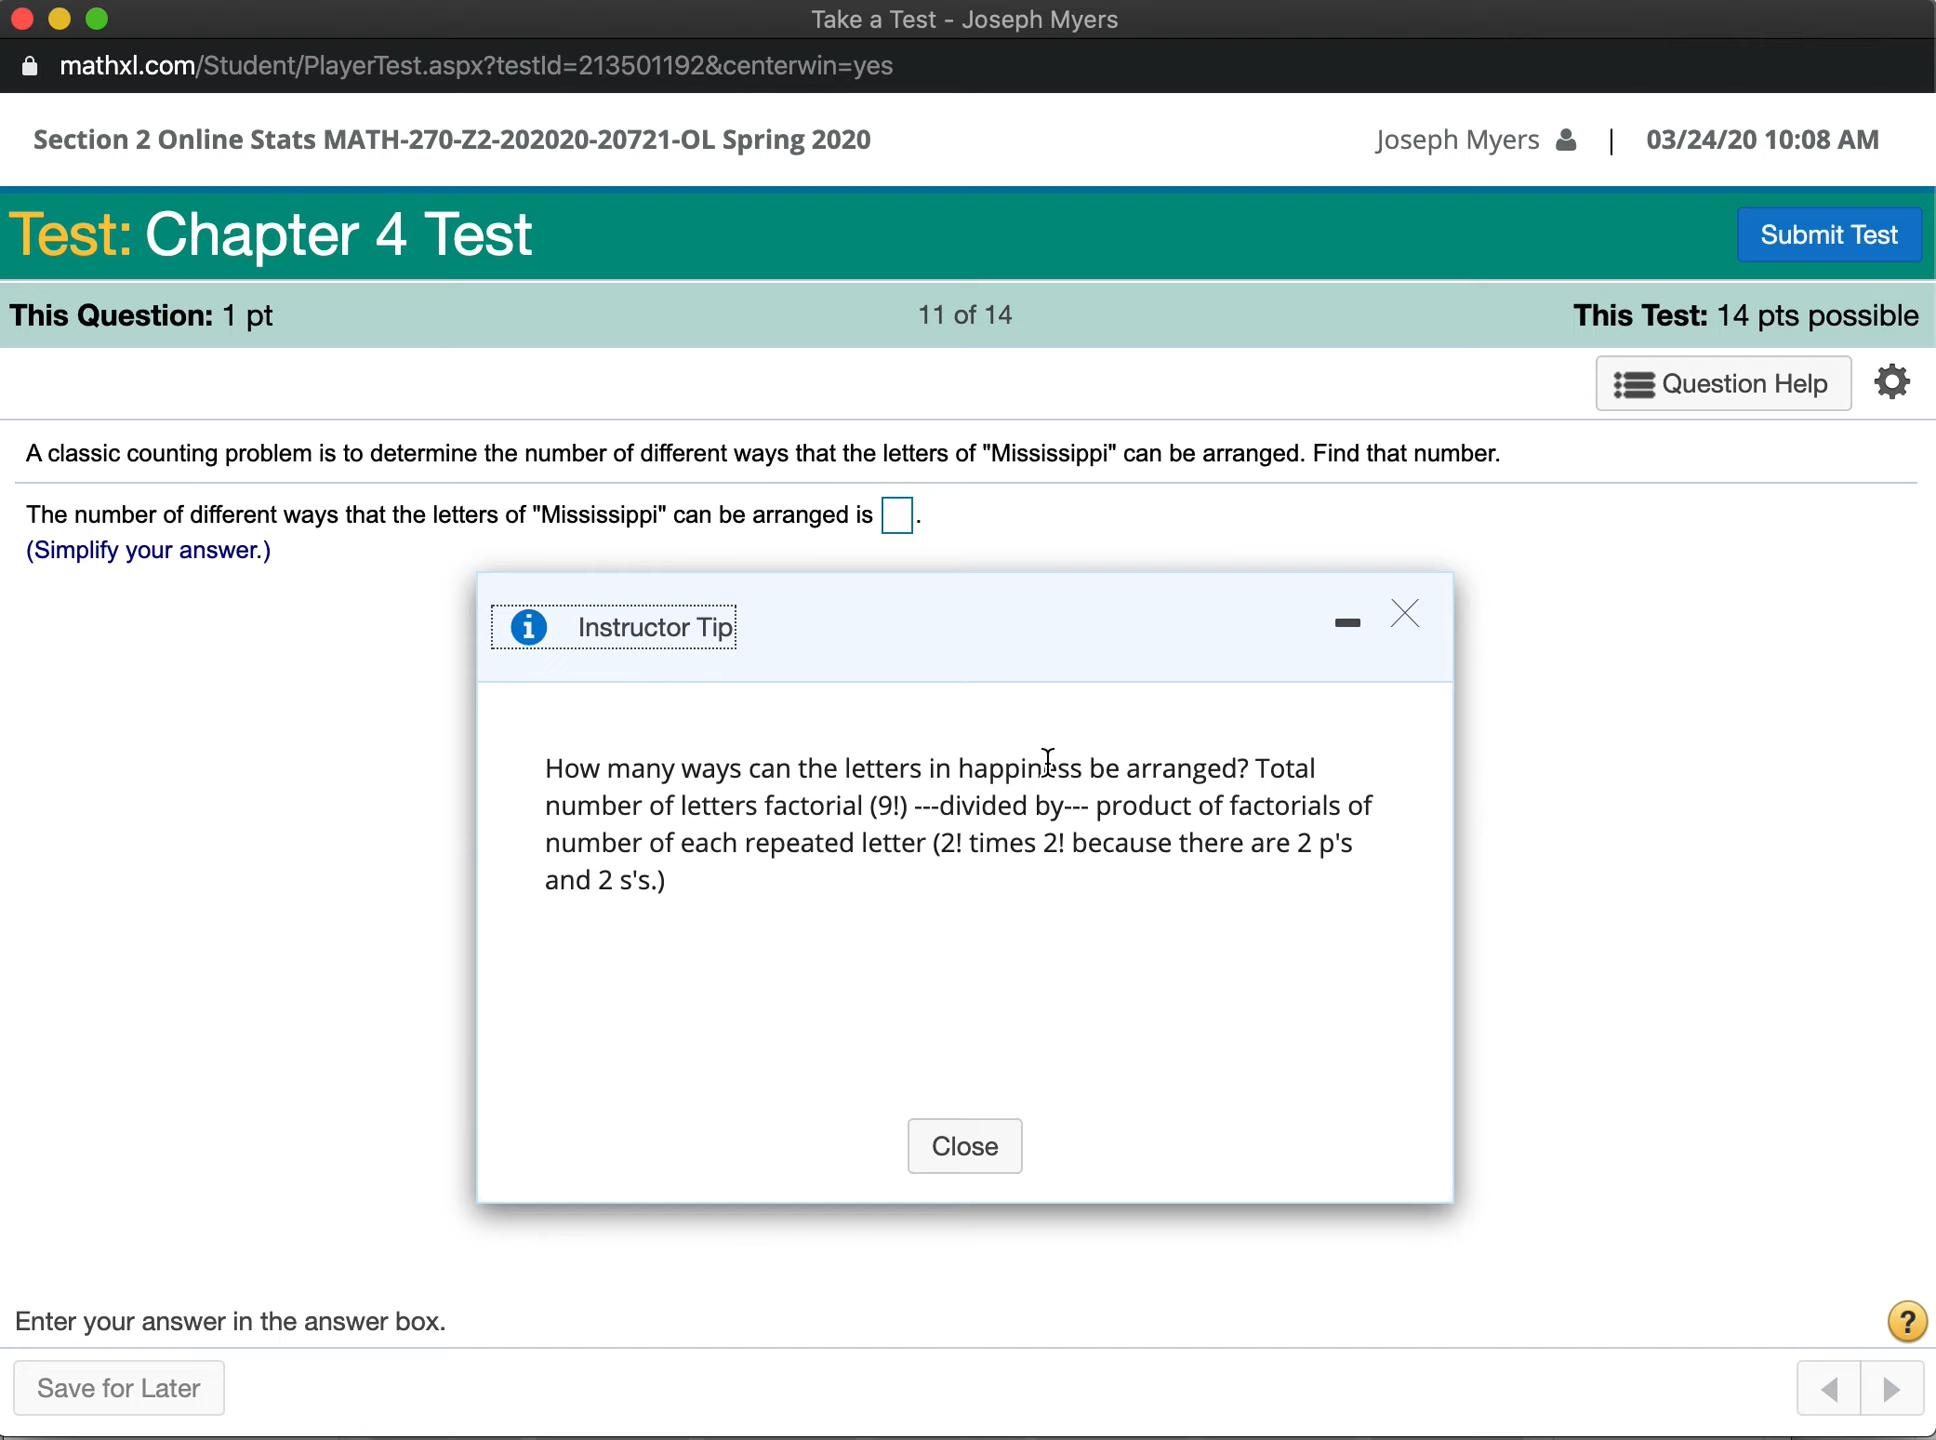 Take a Test - Joseph Myers
mathxl.com/Student/PlayerTest.aspx?testId=213501192&centerwin=yes
Section 2 Online Stats MATH-270-Z2-202020-20721-OL Spring 2020
Joseph Myers | 03/24/20 10:08 AM
Test: Chapter 4 Test
Submit Test
This Question: 1 pt
11 of 14
This Test: 14 pts possible
Question Help
A classic counting problem is to determine the number of different ways that the letters of "Mississippi" can be arranged. Find that number.
The number of different ways that the letters of "Mississippi" can be arranged is .
(Simplify your answer.)
Instructor Tip
How many ways can the letters in happiness be arranged? Total
number of letters factorial (9!) ---divided by--- product of factorials of
number of each repeated letter (2! times 2! because there are 2 p's
and 2 s's.)
Close
Enter your answer in the answer box.
?
Save for Later